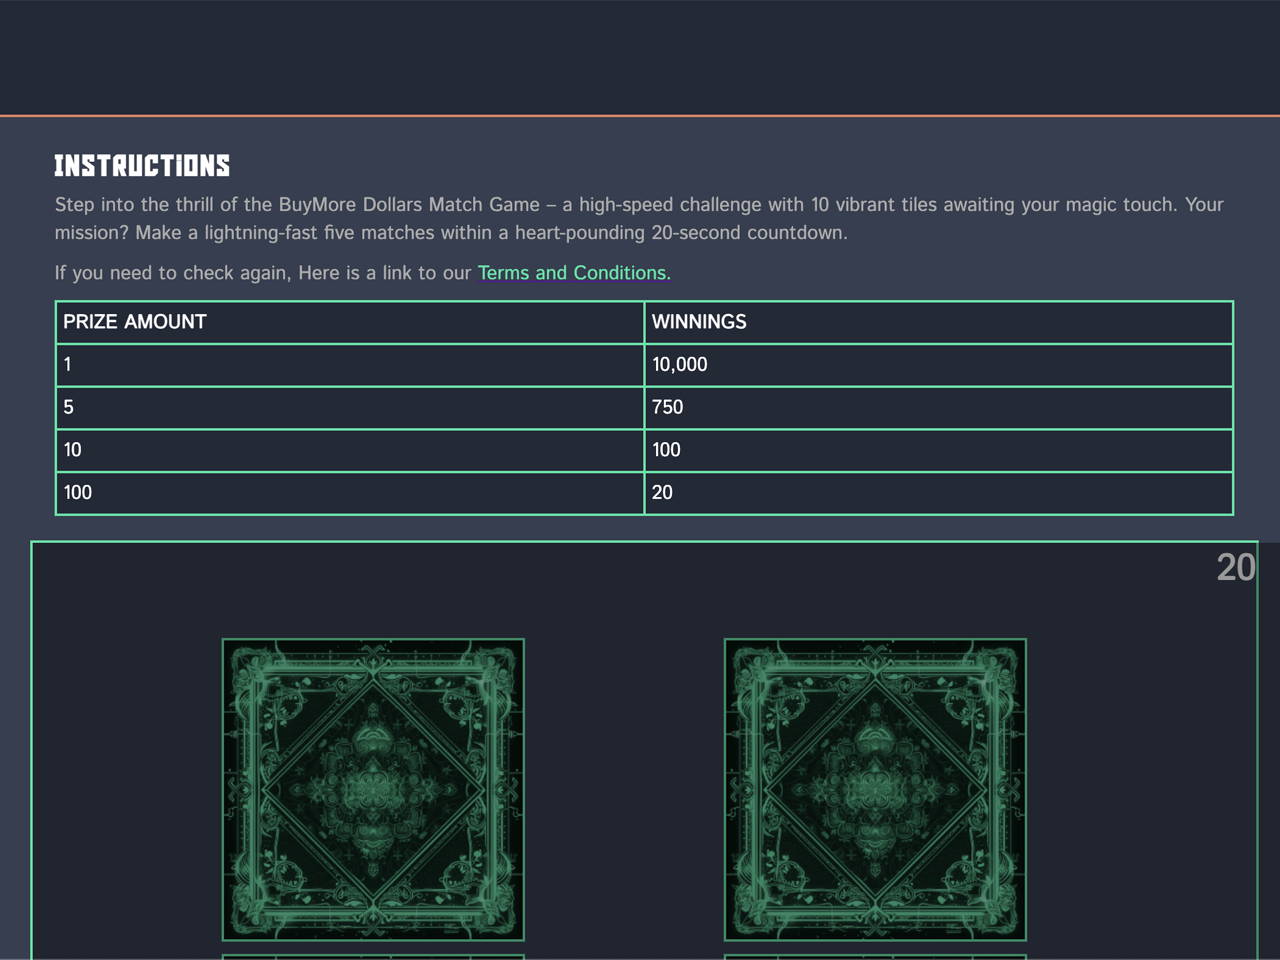 INSTRUCTIONS
Step into the thrill of the BuyMore Dollars Match Game – a high-speed challenge with 10 vibrant tiles awaiting your magic touch. Your
mission? Make a lightning-fast five matches within a heart-pounding 20-second countdown.
If you need to check again, Here is a link to our Terms and Conditions.
PRIZE AMOUNT WINNINGS
1 10,000
5 750
10 100
100 20
20